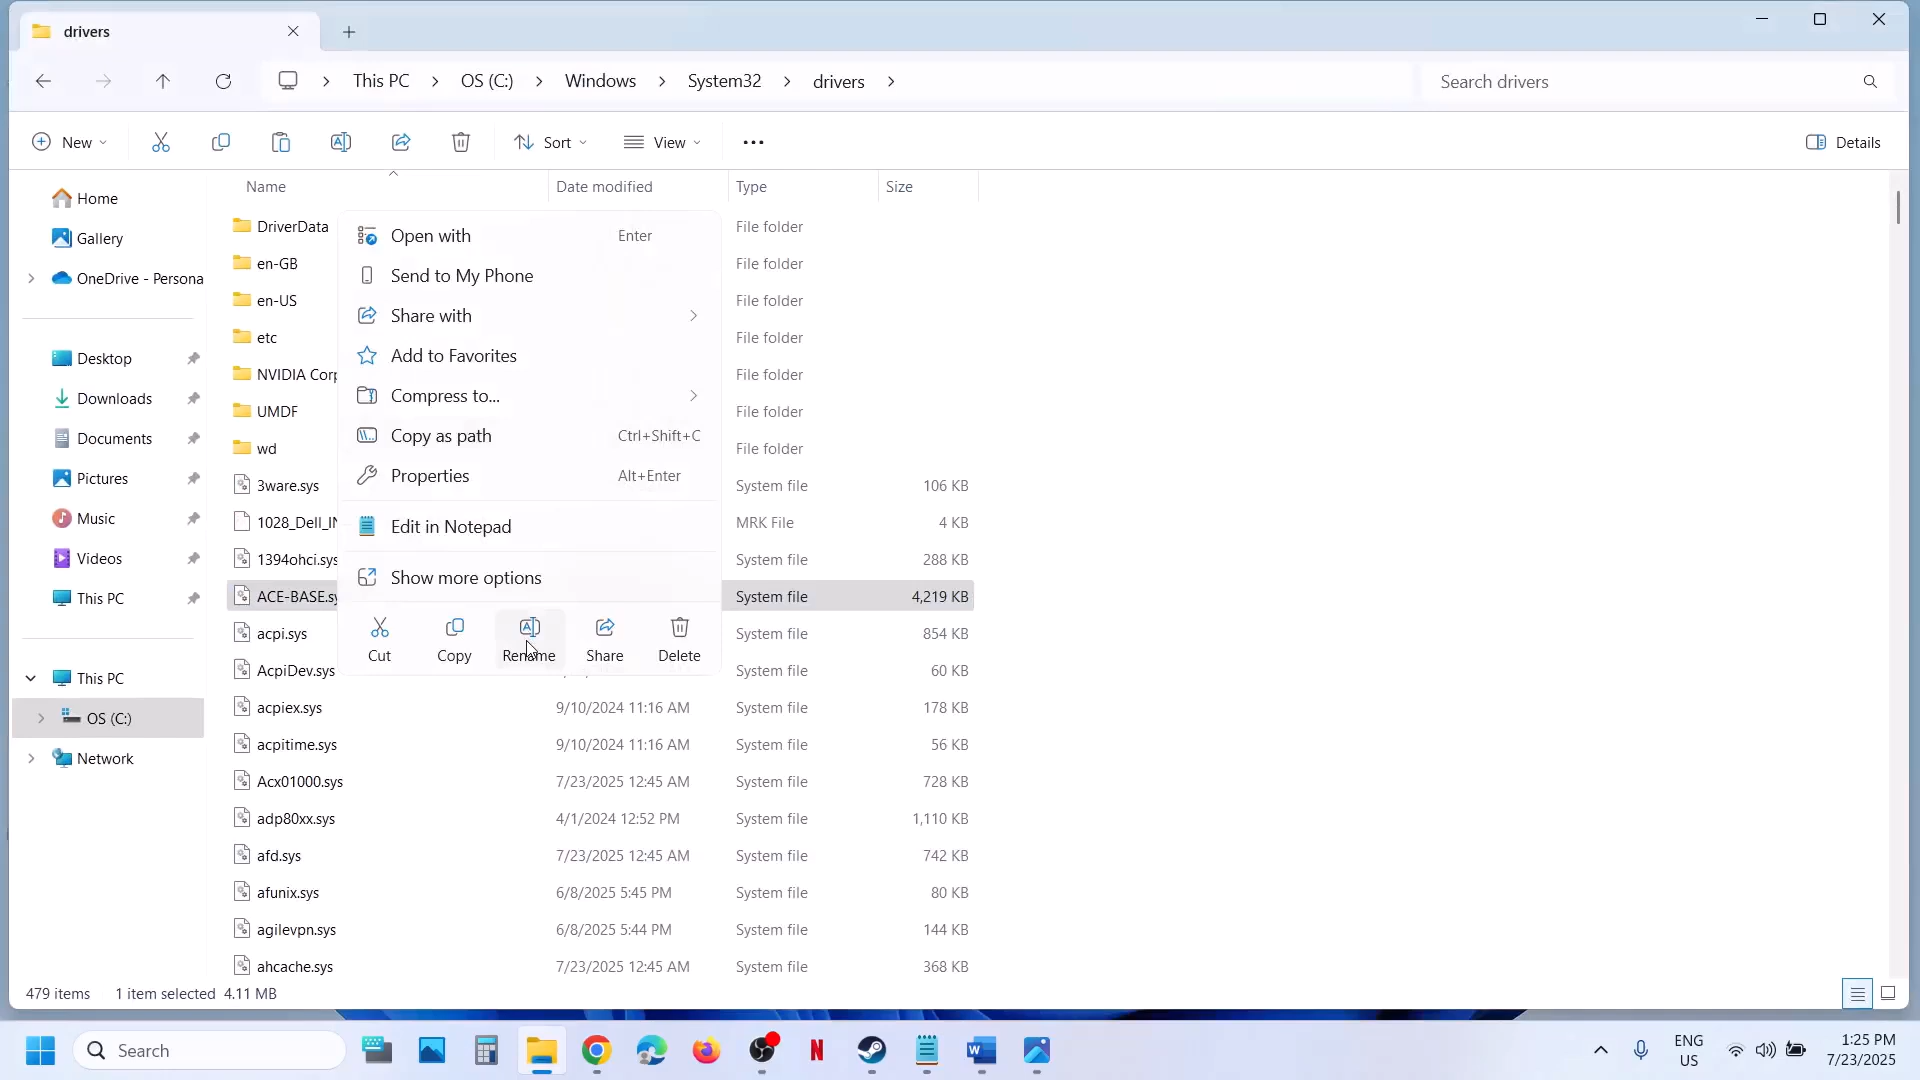 drivers
This PC
OS (C:)
Windows
System32
drivers
Search drivers
New
Sort
View
Details
Name
Date modified
Type
Size
Home
Gallery
OneDrive - Persona
Desktop
Downloads
Documents
Pictures
Music
Videos
This PC
This PC
OS (C:)
Network
DriverData File folder
en-GB File folder
en-US File folder
etc File folder
NVIDIA Corp File folder
UMDF File folder
wd File folder
3ware.sys System file 106 KB
1028_Dell_IN MRK File 4 KB
1394ohci.sys System file 288 KB
ACE-BASE.sy System file 4,219 KB
acpi.sys System file 854 KB
AcpiDev.sys System file 60 KB
acpiex.sys 9/10/2024 11:16 AM System file 178 KB
acpitime.sys 9/10/2024 11:16 AM System file 56 KB
Acx01000.sys 7/23/2025 12:45 AM System file 728 KB
adp80xx.sys 4/1/2024 12:52 PM System file 1,110 KB
afd.sys 7/23/2025 12:45 AM System file 742 KB
afunix.sys 6/8/2025 5:45 PM System file 80 KB
agilevpn.sys 6/8/2025 5:44 PM System file 144 KB
ahcache.sys 7/23/2025 12:45 AM System file 368 KB
Open with Enter
Send to My Phone
Share with
Add to Favorites
Compress to...
Copy as path Ctrl+Shift+C
Properties Alt+Enter
Edit in Notepad
Show more options
Cut Copy Rename Share Delete
479 items 1 item selected 4.11 MB
Search
ENG
US
1:25 PM
7/23/2025